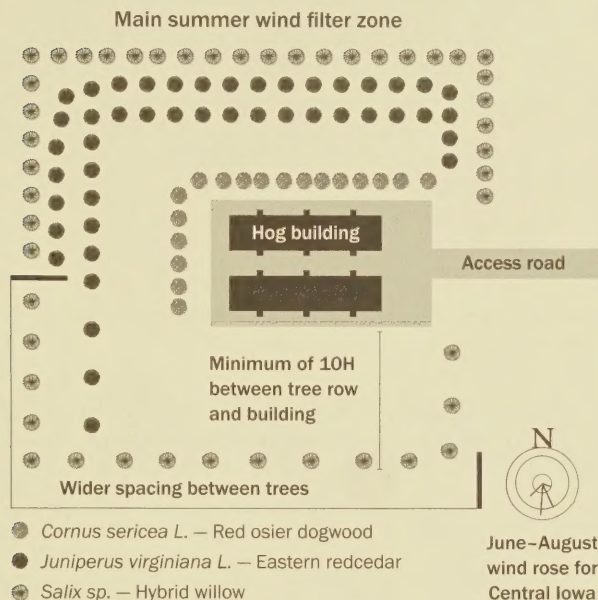 Main summer wind filter zone
Hog building
Access road
Minimum of 10H
between tree row
and building
Wider spacing between trees
N
Cornus sericea L. — Red osier dogwood
Juniperus virginiana L. — Eastern redcedar
Salix sp. — Hybrid willow
June–August
wind rose for
Central Iowa